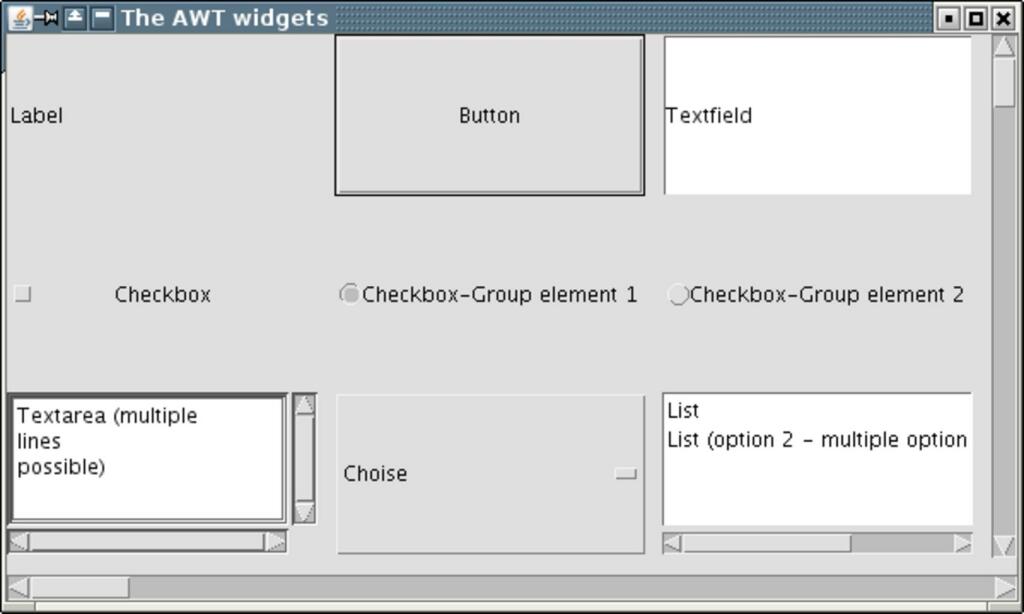 The AWT widgets
Label
Button
Textfield
Checkbox
Checkbox-Group element 1
Checkbox-Group element 2
Textarea (multiple
lines
possible)
Choise
List
List (option 2 - multiple option